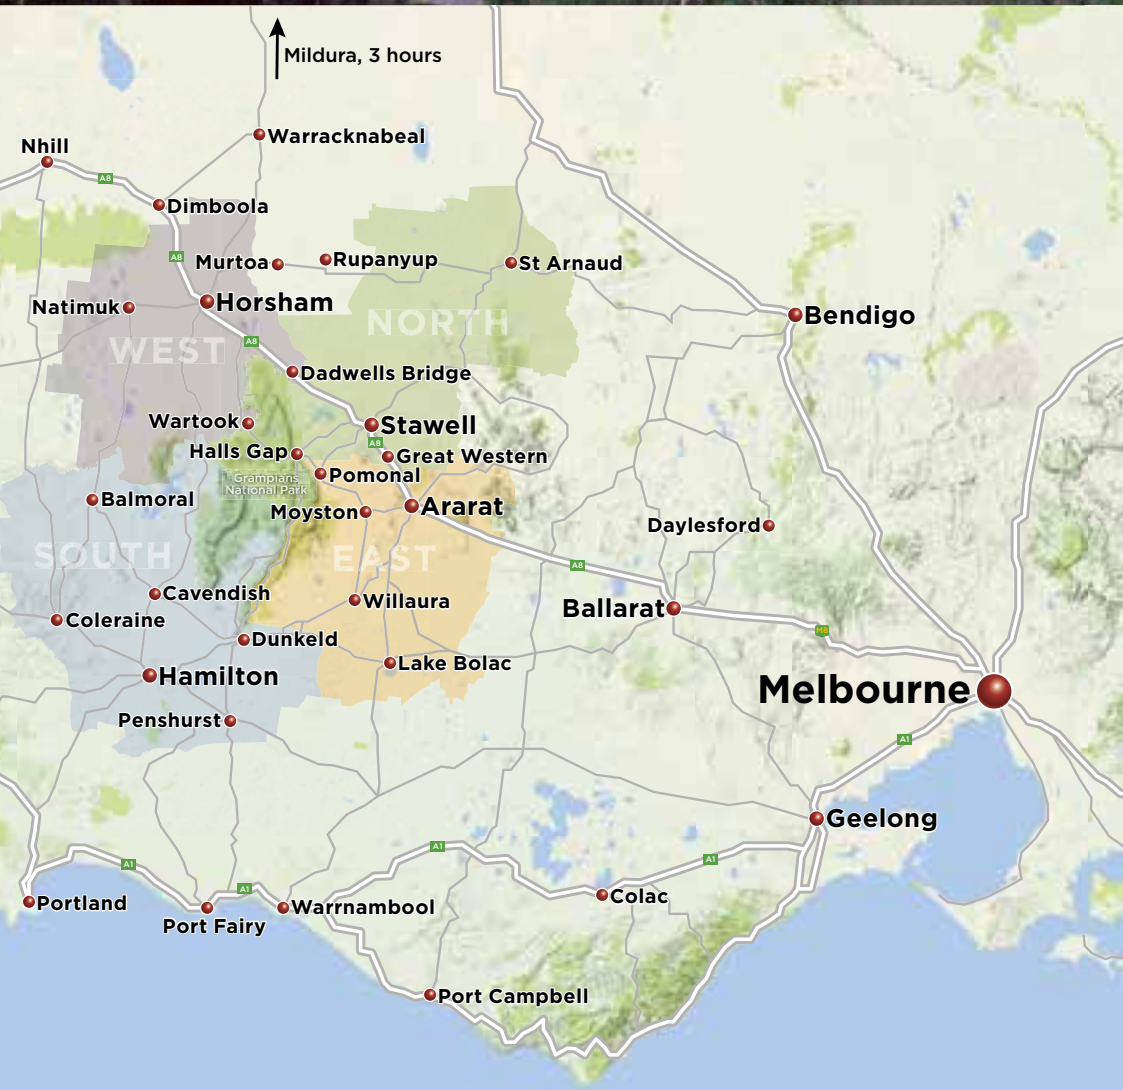 Mildura, 3 hours
Warracknabeal
Nhill
A8
Dimboola
A8
Murtoa
Rupanyup
St Arnaud
Natimuk
Horsham
NORTH
Bendigo
A8
WEST
Dadwells Bridge
Wartook
Stawell
A8
Halls Gap
Great Western
Pomonal
Grampians
National Park
Balmoral
Moyston
Ararat
Daylesford
SOUTH
EAST
A8
Cavendish
Willaura
Ballarat
Coleraine
M8
Dunkeld
Lake Bolac
Hamilton
Melbourne
Penshurst
A1
Geelong
A1
A1
A1
A1
Portland
Port Fairy
Warrnambool
Colac
Port Campbell